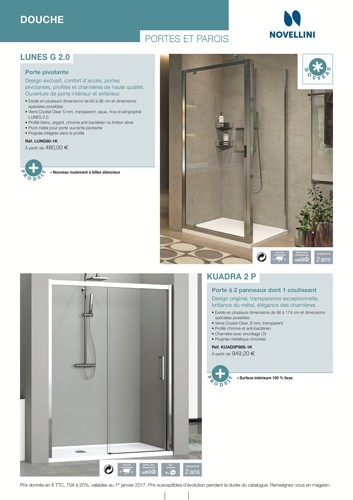 DOUCHE
PORTES ET PAROIS
NOVELLINI
LUNES G 2.0
Porte pivotante
Design exclusif, confort d'accès, portes
pivotantes, profilés et charnières de haute qualité.
Ouverture de porte intérieur et extérieur.
• Existe en plusieurs dimensions de 60 à 96 cm et dimensions
spéciales possibles
• Verre Crystal Clear 5 mm, transparent, aqua, niva et sérigraphié
LUNES 2.0
• Profilé blanc, argent, chromé anti-bactérien ou finition silver
• Pivot métal pour porte ouvrante pivotante
• Poignée intégrée dans le profilé
Réf. LUNG60-1K
À partir de 480,00 €
PRODUIT
• Nouveau roulement à billes silencieux
NOUVEAU
GARANTIE
2 ans
KUADRA 2 P
Porte à 2 panneaux dont 1 coulissant
Design original, transparence exceptionnelle,
brillance du métal, élégance des charnières.
• Existe en plusieurs dimensions de 96 à 174 cm et dimensions
spéciales possibles
• Verre Crystal Clear, 6 mm, transparent
• Profilé chromé et anti-bactérien
• Charnière avec encollage UV
• Poignée métallique chromée
Réf. KUAD2P96S-1K
À partir de 949,20 €
PRODUIT
• Surface intérieure 100 % lisse
GARANTIE
2 ans
Prix donnés en € TTC, TVA à 20%, valables au 1er janvier 2017. Prix susceptibles d'évolution pendant la durée du catalogue. Renseignez-vous en magasin.